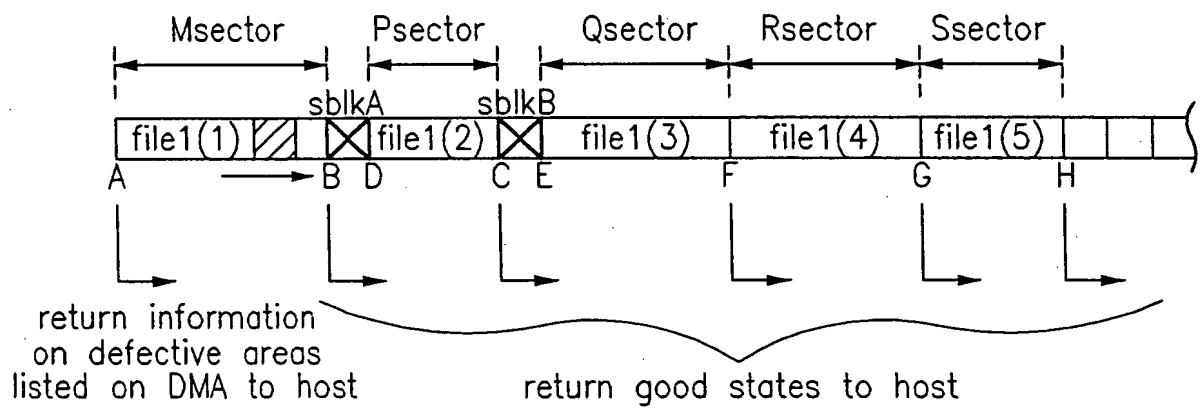 Msector Psector Qsector Rsector Ssector
sblkA sblkB
file1(1) file1(2) file1(3) file1(4) file1(5)
A B D C E F G H
return information
on defective areas
listed on DMA to host
return good states to host